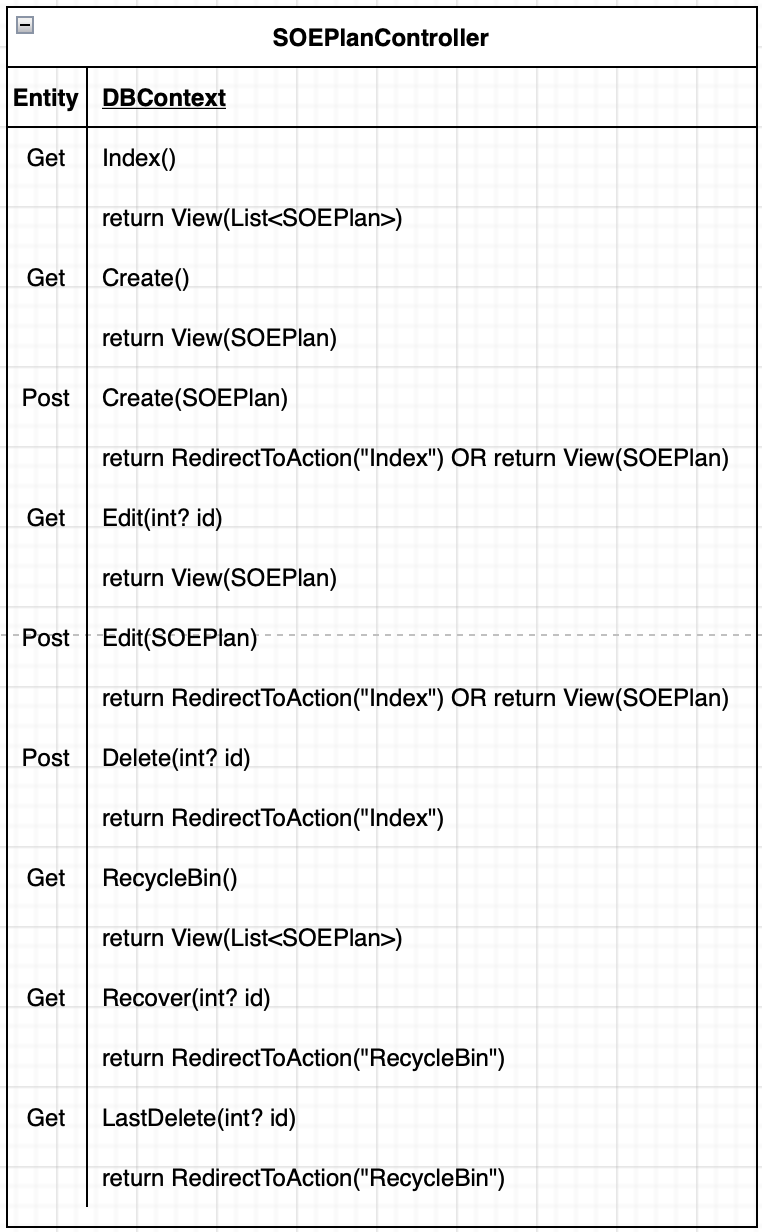 SOEPlanController
Entity DBContext
Get Index()
return View(List<SOEPlan>)
Get Create()
return View(SOEPlan)
Post Create(SOEPlan)
return RedirectToAction("Index") OR return View(SOEPlan)
Get Edit(int? id)
return View(SOEPlan)
Post Edit(SOEPlan)
return RedirectToAction("Index") OR return View(SOEPlan)
Post Delete(int? id)
return RedirectToAction("Index")
Get RecycleBin()
return View(List<SOEPlan>)
Get Recover(int? id)
return RedirectToAction("RecycleBin")
Get LastDelete(int? id)
return RedirectToAction("RecycleBin")